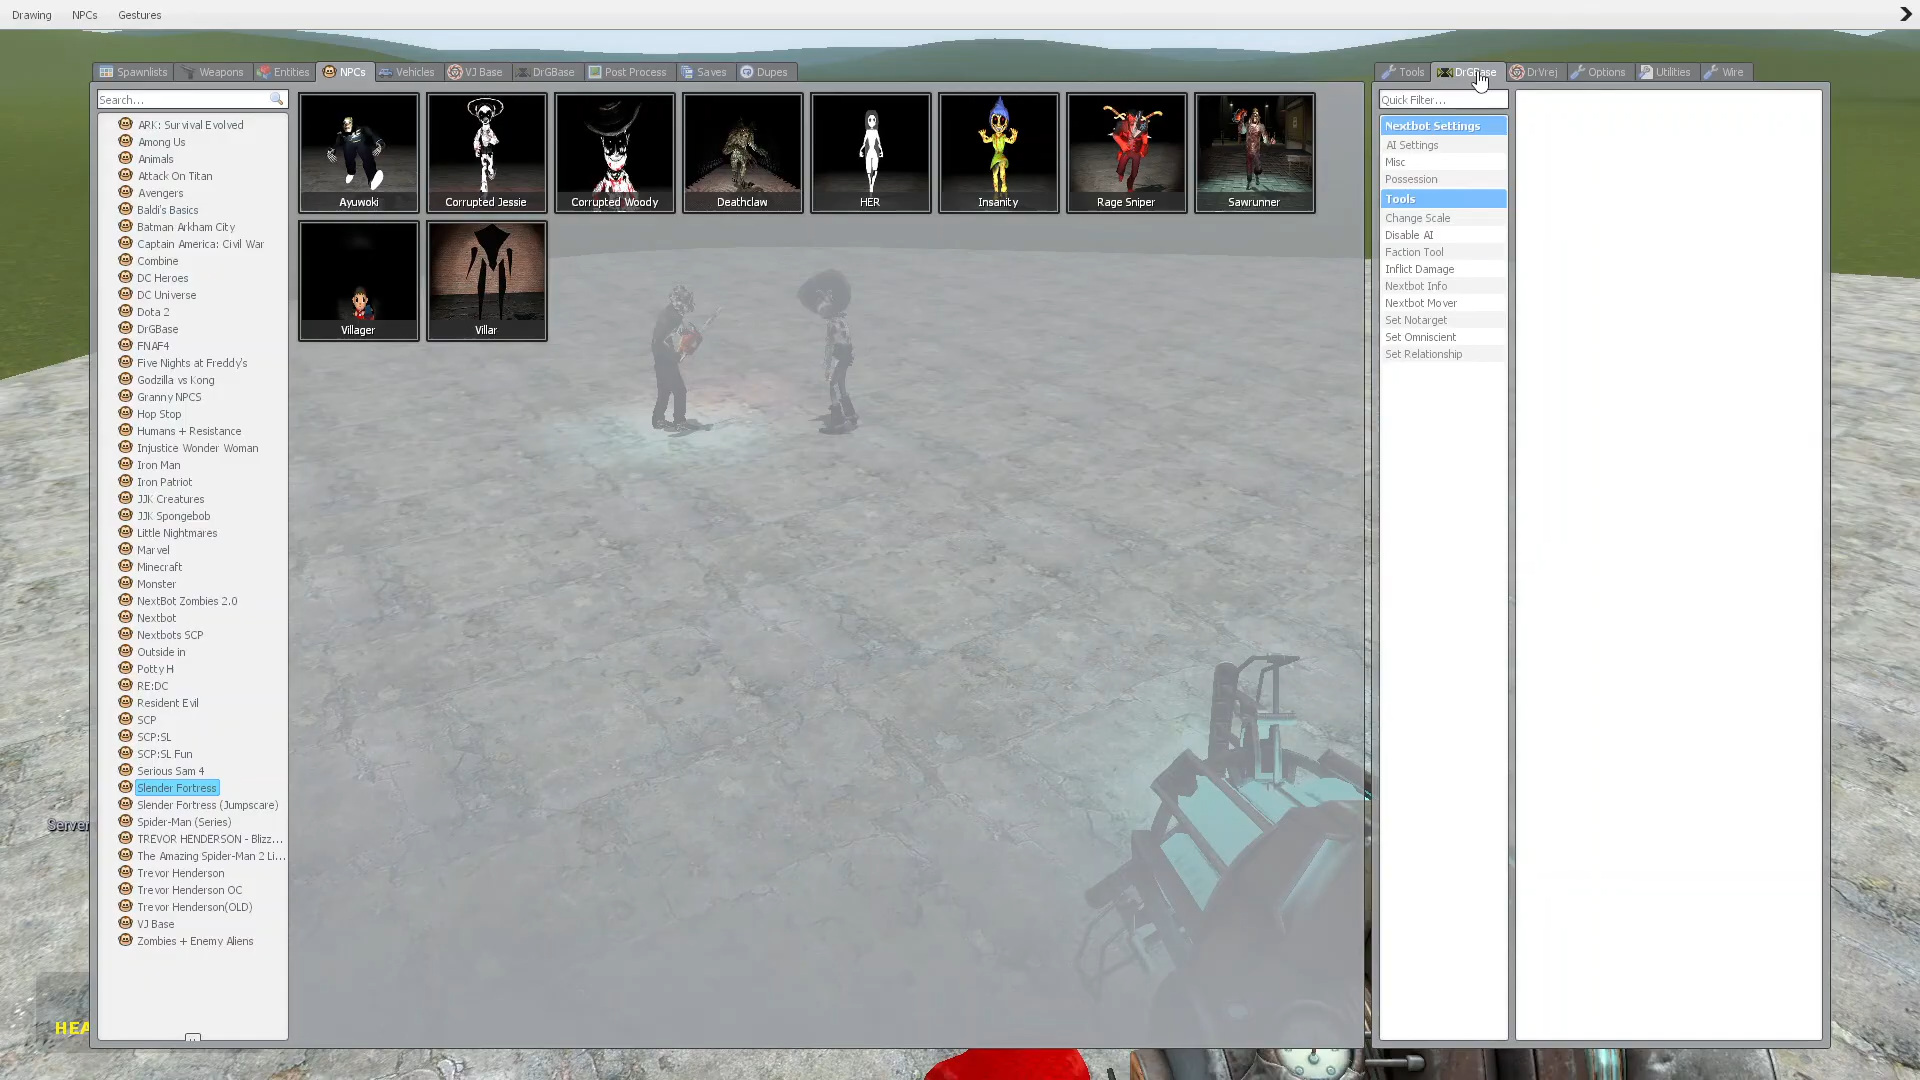 Drawing NPCs Gestures
Spawnlists Weapons Entities NPCs Vehicles VJ Base DrGBase Post Process Saves Dupes
Search...
ARK: Survival Evolved
Among Us
Animals
Attack On Titan
Avengers
Baldi's Basics
Batman Arkham City
Captain America: Civil War
Combine
DC Heroes
DC Universe
Dota 2
DrGBase
FNAF4
Five Nights at Freddy's
Godzilla vs Kong
Granny NPCS
Hop Stop
Humans + Resistance
Injustice Wonder Woman
Iron Man
Iron Patriot
JJK Creatures
JJK Spongebob
Little Nightmares
Marvel
Minecraft
Monster
NextBot Zombies 2.0
Nextbot
Nextbots SCP
Outside in
Potty H
RE:DC
Resident Evil
SCP
SCP:SL
SCP:SL Fun
Serious Sam 4
Slender Fortress
Slender Fortress (Jumpscare)
Spider-Man (Series)
TREVOR HENDERSON - Blizz...
The Amazing Spider-Man 2 Li...
Trevor Henderson
Trevor Henderson OC
Trevor Henderson(OLD)
VJ Base
Zombies + Enemy Aliens
Ayuwoki
Corrupted Jessie
Corrupted Woody
Deathclaw
HER
Insanity
Rage Sniper
Sawrunner
Villager
Villar
Server
HEA
Tools DrGBase DrVrej Options Utilities Wire
Quick Filter...
Nextbot Settings
AI Settings
Misc
Possession
Tools
Change Scale
Disable AI
Faction Tool
Inflict Damage
Nextbot Info
Nextbot Mover
Set Notarget
Set Omniscient
Set Relationship